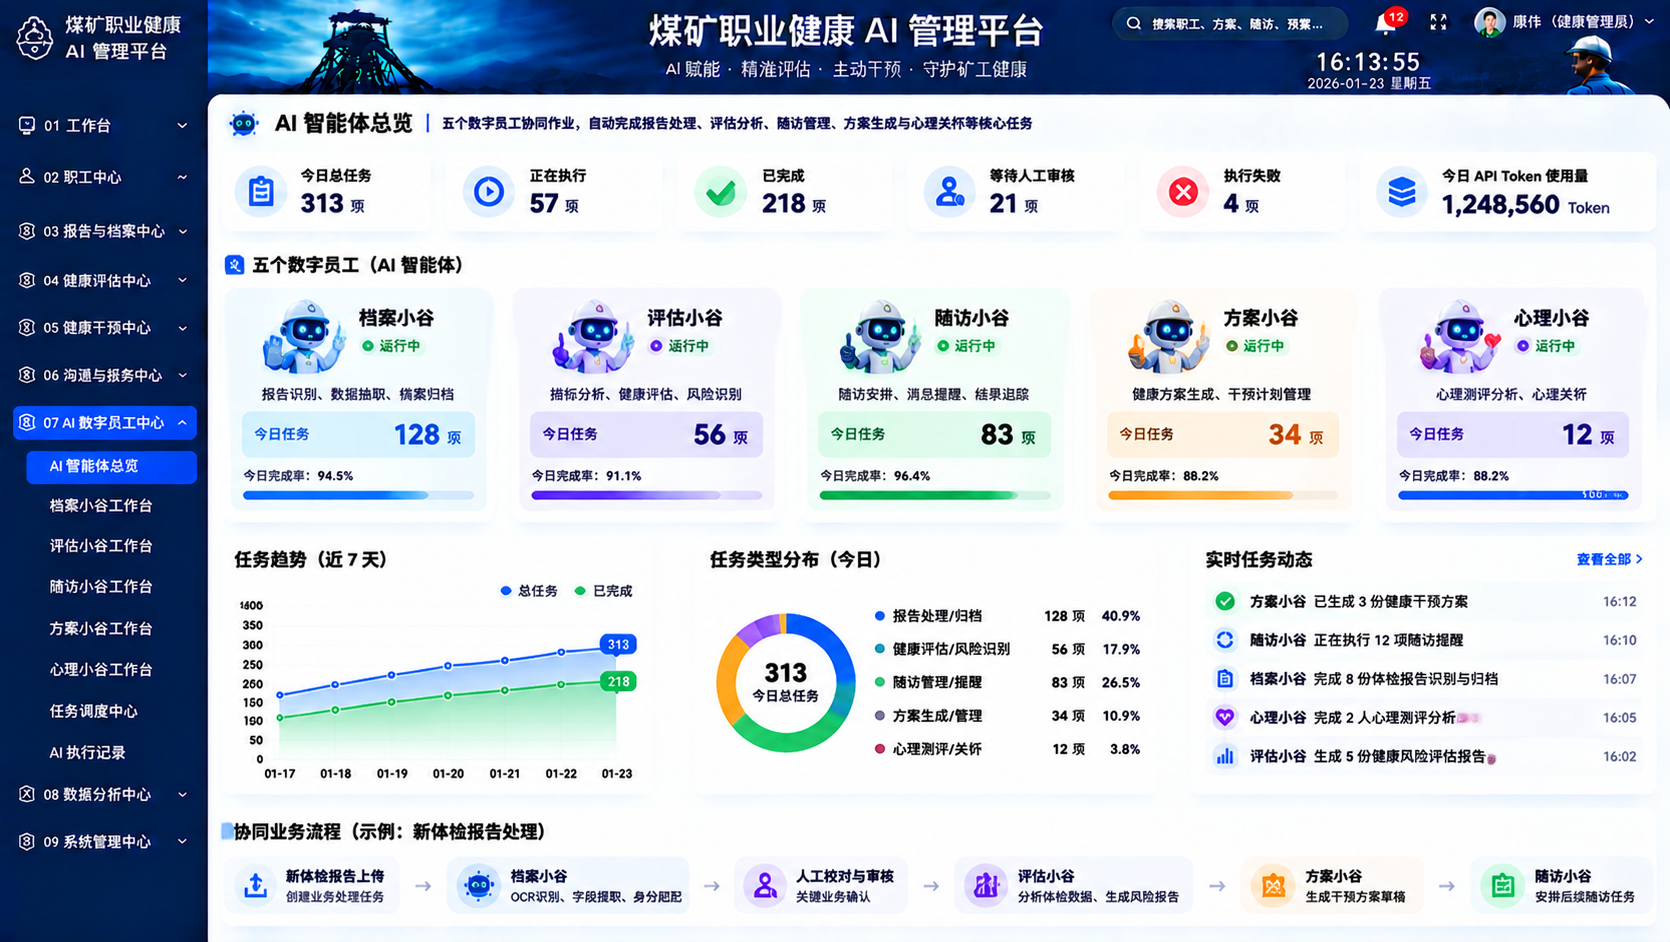 煤矿职业健康
AI 管理平台
煤矿职业健康 AI 管理平台
AI 赋能 · 精准评估 · 主动干预 · 守护矿工健康
搜索职工、方案、随访、预案...
12
康伟（健康管理员）
16:13:55
2026-01-23 星期五
01 工作台
02 职工中心
03 报告与档案中心
04 健康评估中心
05 健康干预中心
06 沟通与报务中心
07 AI 数字员工中心
AI 智能体总览
档案小谷工作台
评估小谷工作台
随访小谷工作台
方案小谷工作台
心理小谷工作台
任务调度中心
AI 执行记录
08 数据分析中心
09 系统管理中心
AI 智能体总览
五个数字员工协同作业，自动完成报告处理、评估分析、随访管理、方案生成与心理关怀等核心任务
今日总任务
313 项
正在执行
57 项
已完成
218 项
等待人工审核
21 项
执行失败
4 项
今日 API Token 使用量
1,248,560 Token
五个数字员工（AI 智能体）
档案小谷
运行中
报告识别、数据抽取、档案归档
今日任务 128 项
今日完成率：94.5%
评估小谷
运行中
指标分析、健康评估、风险识别
今日任务 56 项
今日完成率：91.1%
随访小谷
运行中
随访安排、消息提醒、结果追踪
今日任务 83 项
今日完成率：96.4%
方案小谷
运行中
健康方案生成、干预计划管理
今日任务 34 项
今日完成率：88.2%
心理小谷
运行中
心理测评分析、心理关怀
今日任务 12 项
今日完成率：88.2%
任务趋势（近 7 天）
总任务 已完成
350
300
250
260
150
190
50
0
313
218
01-17 01-18 01-19 01-20 01-21 01-22 01-23
任务类型分布（今日）
313
今日总任务
报告处理/归档 128 项 40.9%
健康评估/风险识别 56 项 17.9%
随访管理/提醒 83 项 26.5%
方案生成/管理 34 项 10.9%
心理测评/关怀 12 项 3.8%
实时任务动态
查看全部
方案小谷 已生成 3 份健康干预方案 16:12
随访小谷 正在执行 12 项随访提醒 16:10
档案小谷 完成 8 份体检报告识别与归档 16:07
心理小谷 完成 2 人心理测评分析 16:05
评估小谷 生成 5 份健康风险评估报告 16:02
协同业务流程（示例：新体检报告处理）
新体检报告上传
创建业务处理任务
档案小谷
OCR识别、字段提取、身分匹配
人工校对与审核
关键业务确认
评估小谷
分析体检数据、生成风险报告
方案小谷
生成干预方案草稿
随访小谷
安排后续随访任务